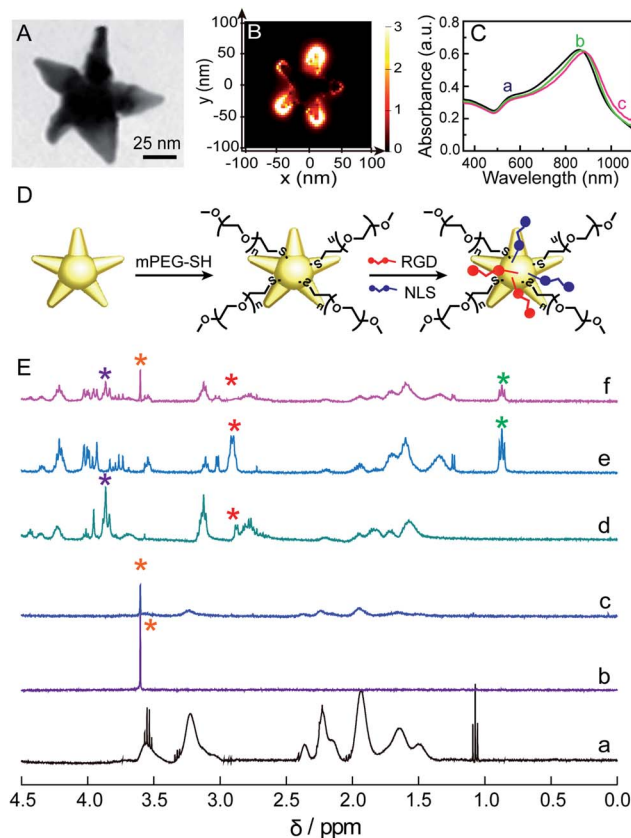 A
25 nm
B
y (nm)
100
50
0
-50
-100
-100 -50 0 50 100
x (nm)
3
2
1
0
C
Absorbance (a.u.)
0.8
0.6
0.4
0.2
0.0
400 600 800 1000
Wavelength (nm)
a
b
c
D
mPEG-SH
RGD
NLS
O
O
n
S
S
n
O
O
O
O
n
S
S
n
O
O
O
O
n
S
S
n
O
O
O
O
n
S
n
O
O
E
* * * * f
* * e
* * d
* c
* b
a
4.5 4.0 3.5 3.0 2.5 2.0 1.5 1.0 0.5 0.0
δ / ppm